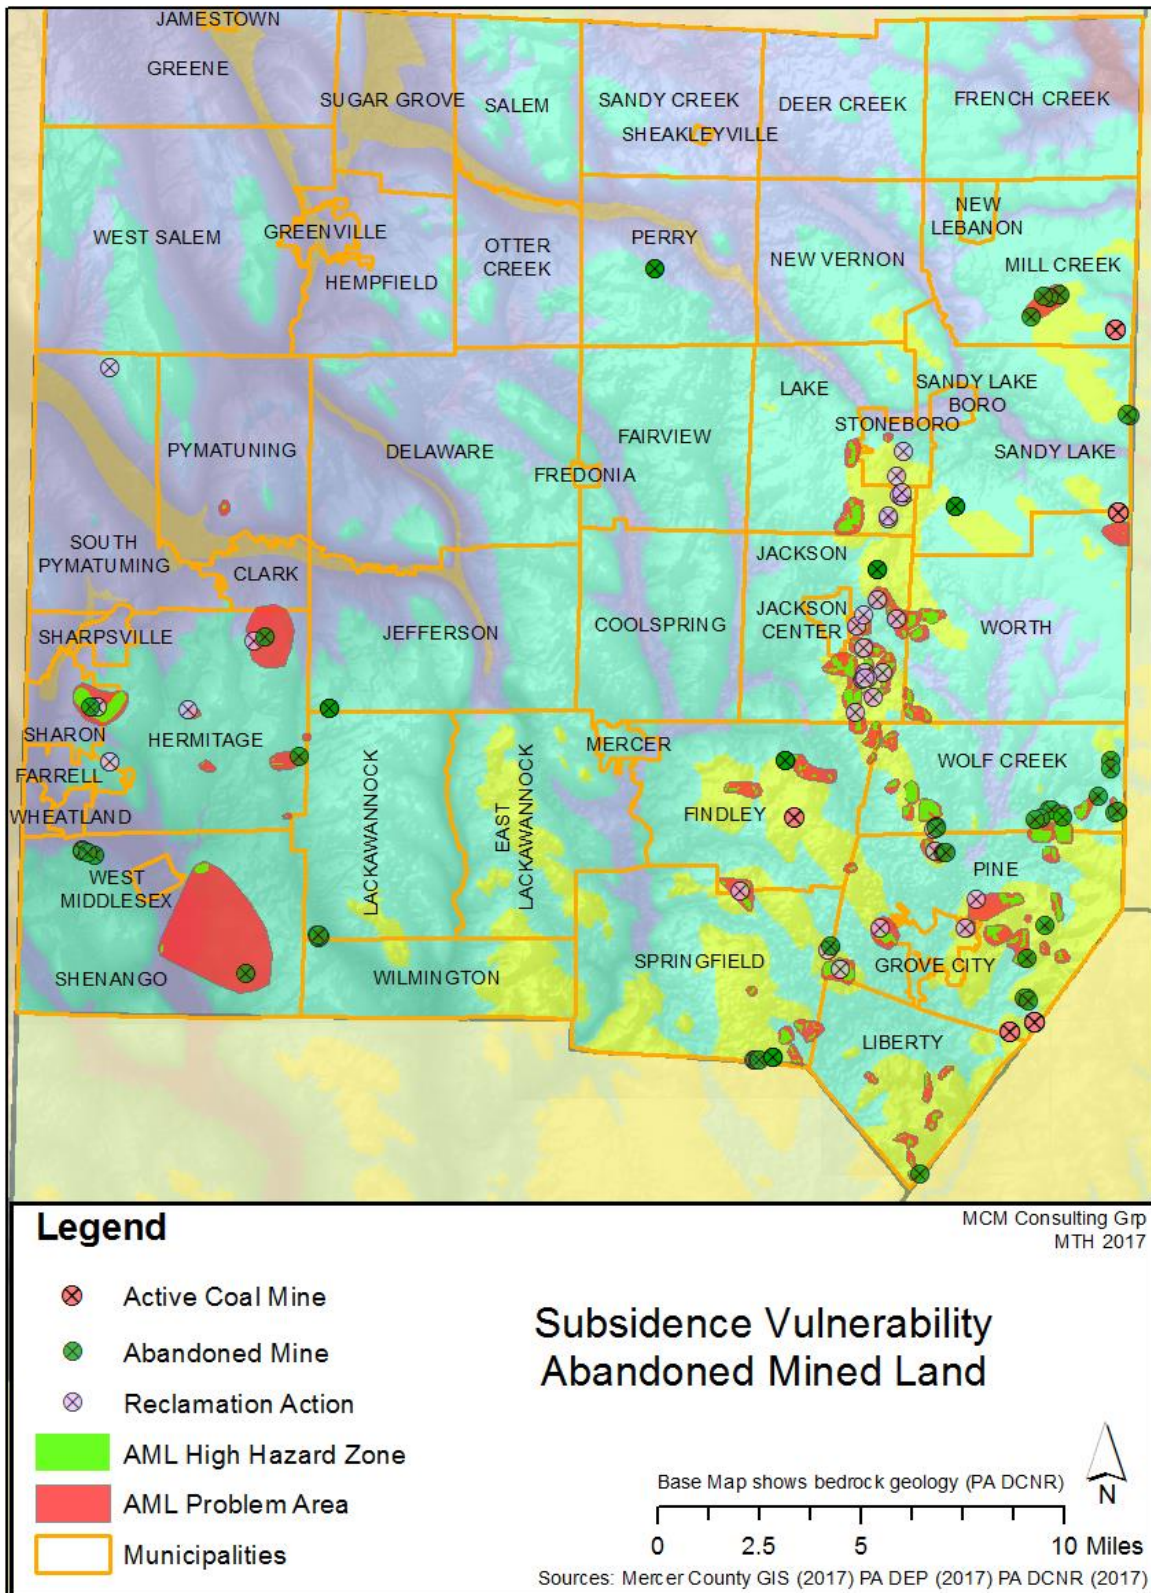 JAMESTOWN
GREENE
SUGAR GROVE
SALEM
SANDY CREEK
DEER CREEK
FRENCH CREEK
SHEAKLEYVILLE
WEST SALEM
GREENVILLE
HEMPFIELD
OTTER
CREEK
PERRY
NEW VERNON
NEW
LEBANON
MILL CREEK
PYMATUNING
DELAWARE
FREDONIA
FAIRVIEW
LAKE
STONEBORO
SANDY LAKE
BORO
SANDY LAKE
SOUTH
PYMATUMING
CLARK
JEFFERSON
COOLSPRING
JACKSON
JACKSON
CENTER
WORTH
SHARPSVILLE
SHARON
HERMITAGE
FARRELL
WHEATLAND
LACKAWANNOCK
EAST
LACKAWANNOCK
MERCER
FINDLEY
WOLF CREEK
WEST
MIDDLESEX
SHENANGO
WILMINGTON
SPRINGFIELD
PINE
GROVE CITY
LIBERTY
Legend
MCM Consulting Grp
MTH 2017
Active Coal Mine
Abandoned Mine
Reclamation Action
AML High Hazard Zone
AML Problem Area
Municipalities
Subsidence Vulnerability
Abandoned Mined Land
Base Map shows bedrock geology (PA DCNR)
N
0 2.5 5 10 Miles
Sources: Mercer County GIS (2017) PA DEP (2017) PA DCNR (2017)